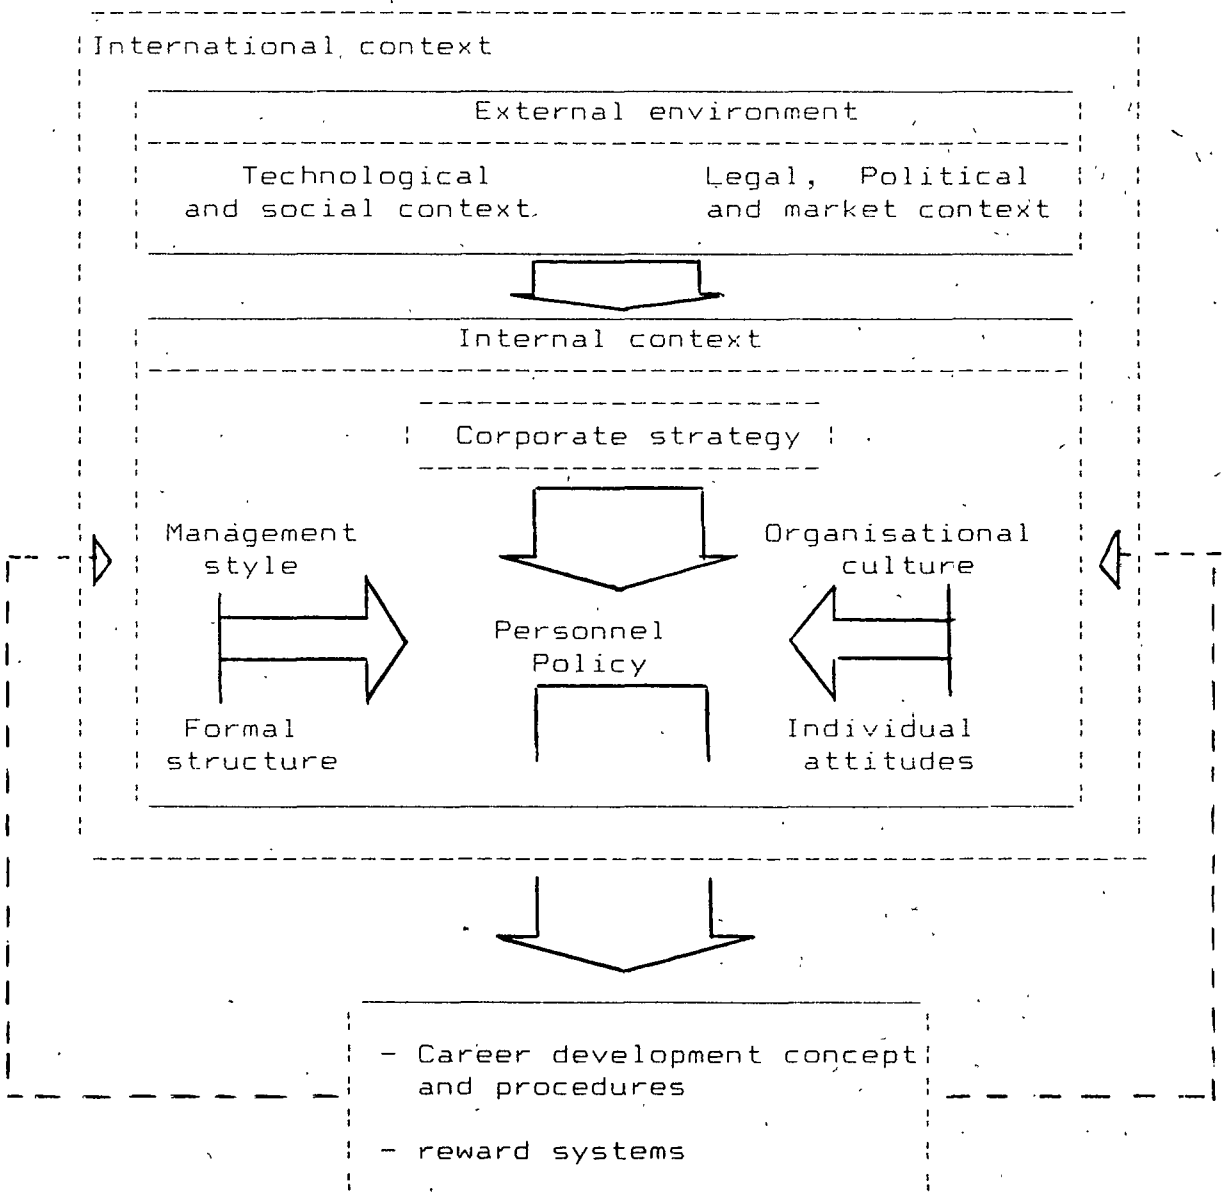 International context
External environment
Technological
and social context
Legal, Political
and market context
Internal context
Corporate strategy
Management
style
Organisational
culture
Personnel
Policy
Formal
structure
Individual
attitudes
- Career development concept
and procedures
- reward systems